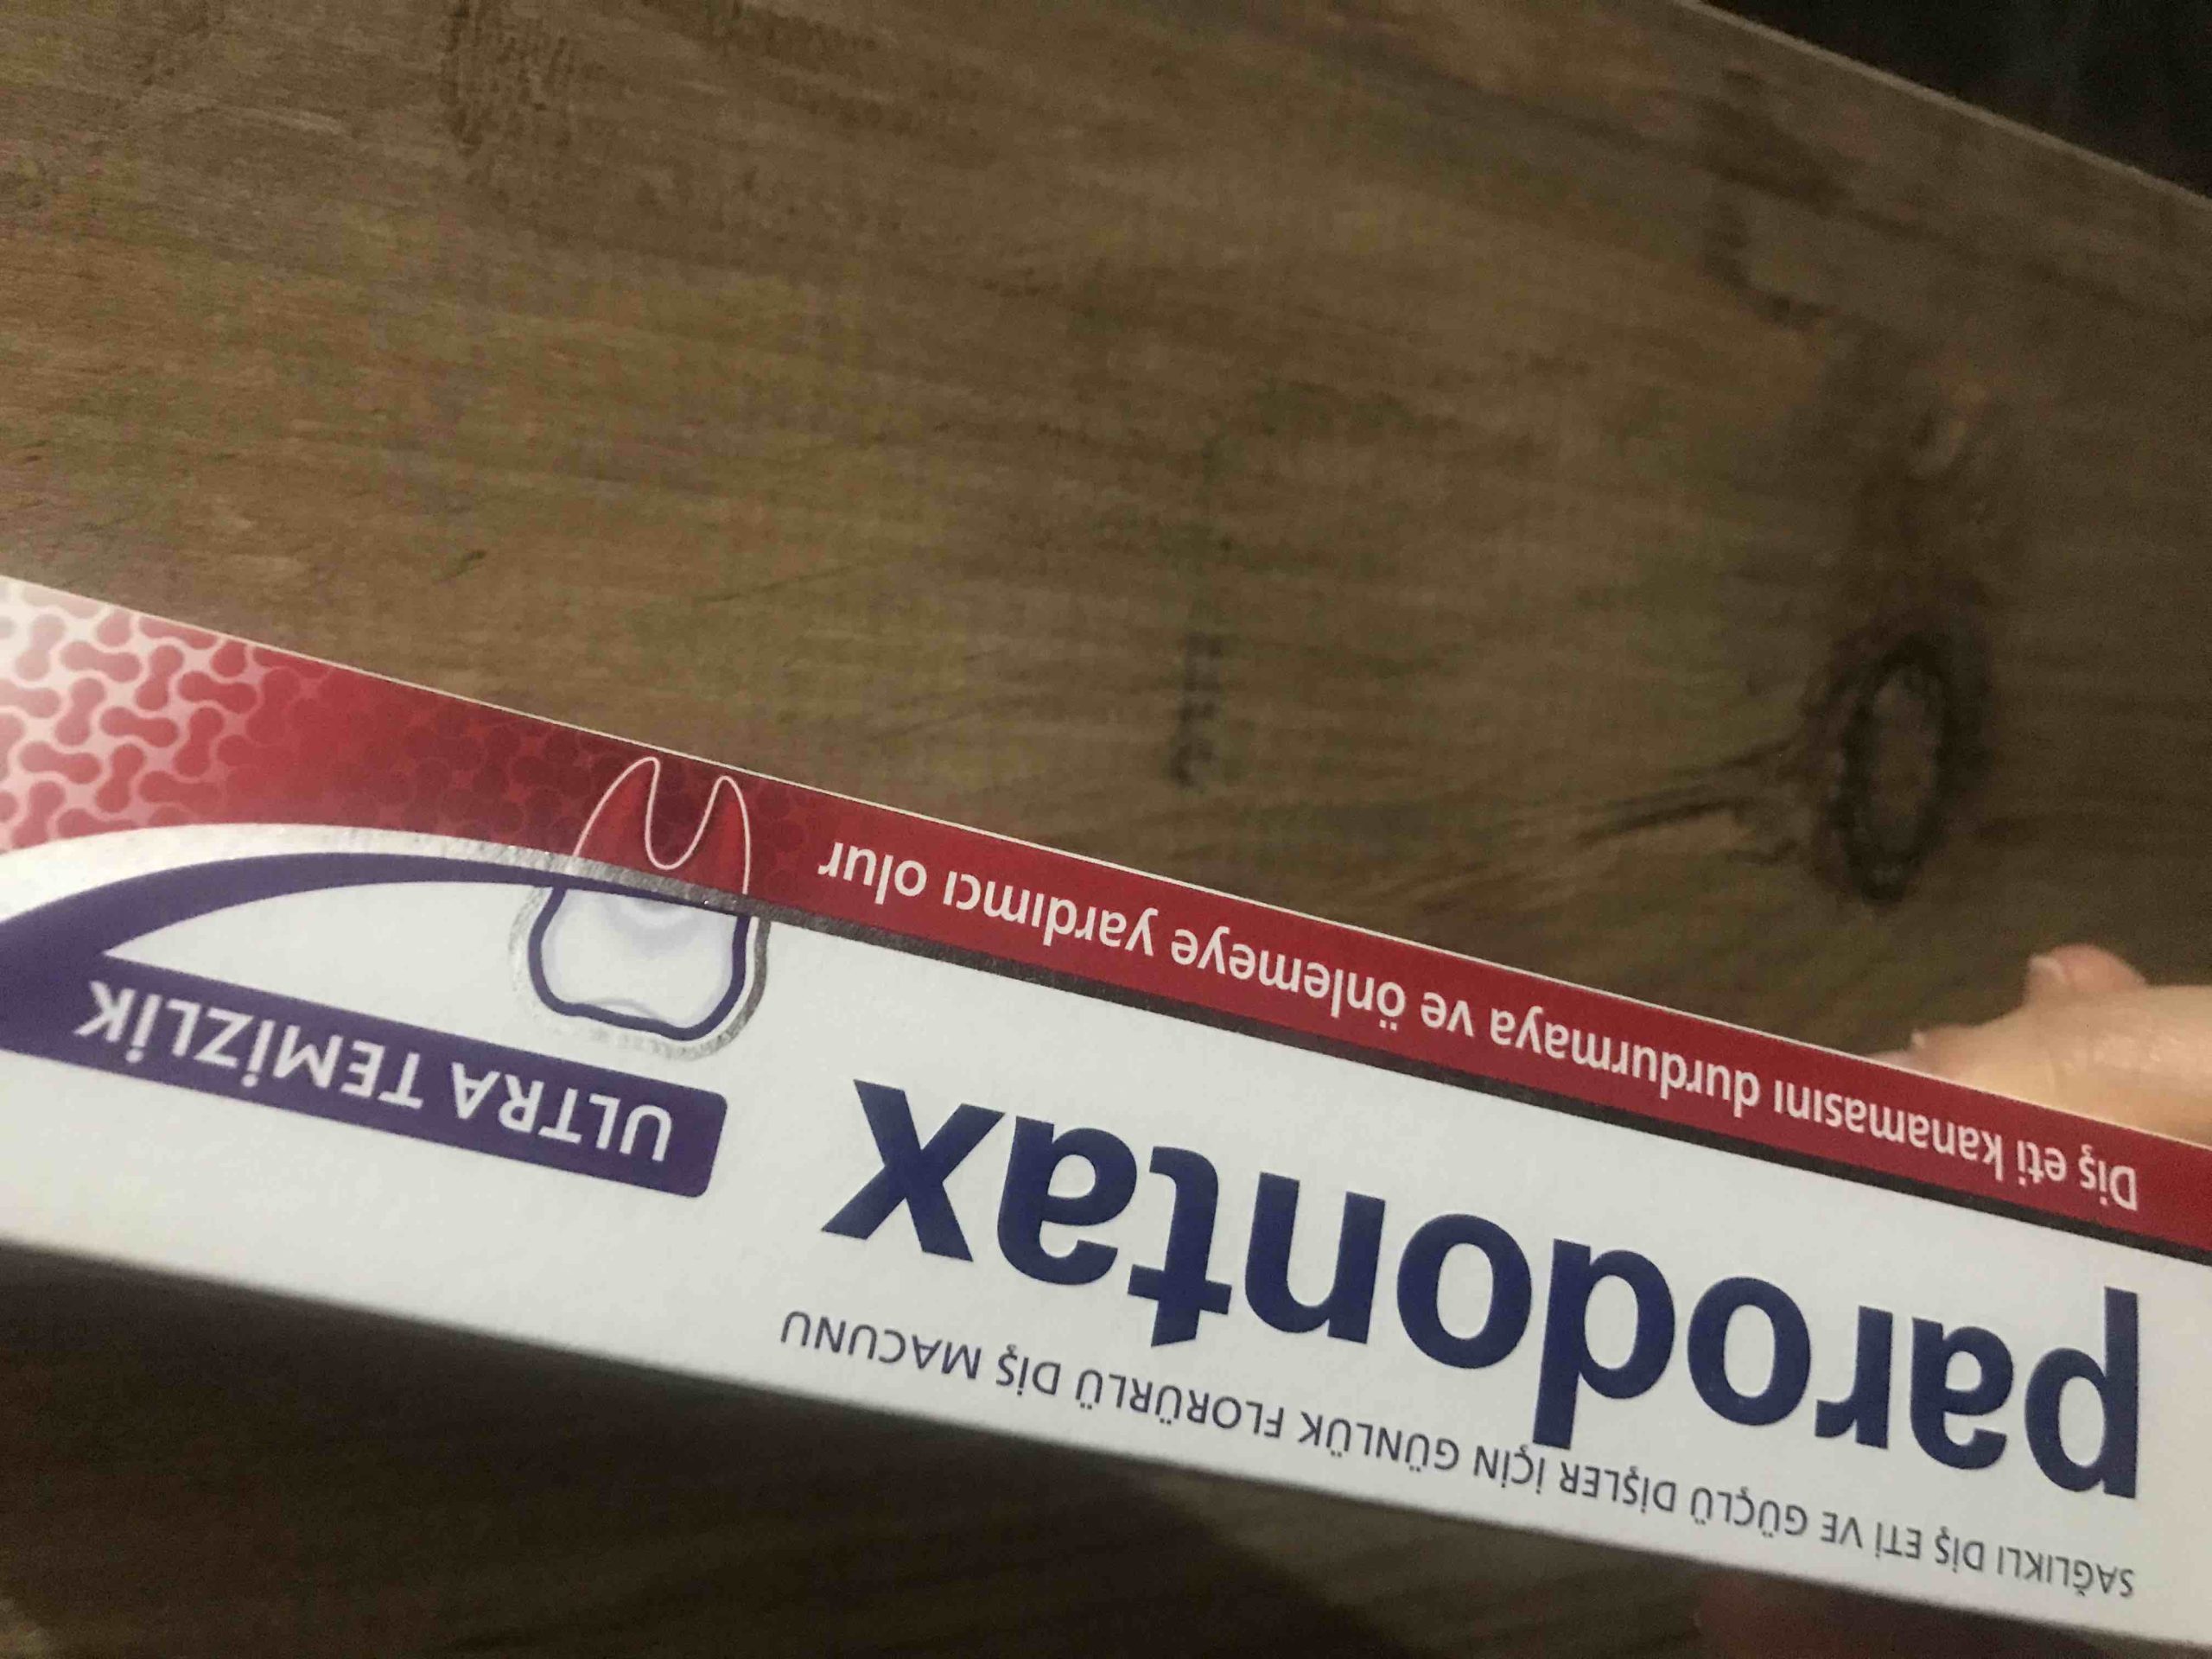 SAĞLIKLI DİŞ ETİ VE GÜÇLÜ DİŞLER İÇİN GÜNLÜK FLORÜRLÜ DİŞ MACUNU
parodontax
ULTRA TEMİZLİK
Diş eti kanamasını durdurmaya ve önlemeye yardımcı olur